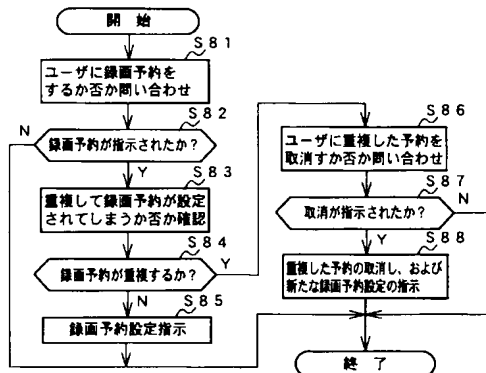 開始
S81
ユーザに録画予約を
するか否か問い合わせ
S82
N
録画予約が指示されたか?
Y
S83
重複して録画予約が設定
されてしまうか否か確認
S84
録画予約が重複するか?
Y
N
S85
録画予約設定指示
S86
ユーザに重複した予約を
取消すか否か問い合わせ
S87
N
取消が指示されたか?
Y
S88
重複した予約の取消し、および
新たな録画予約設定の指示
終了